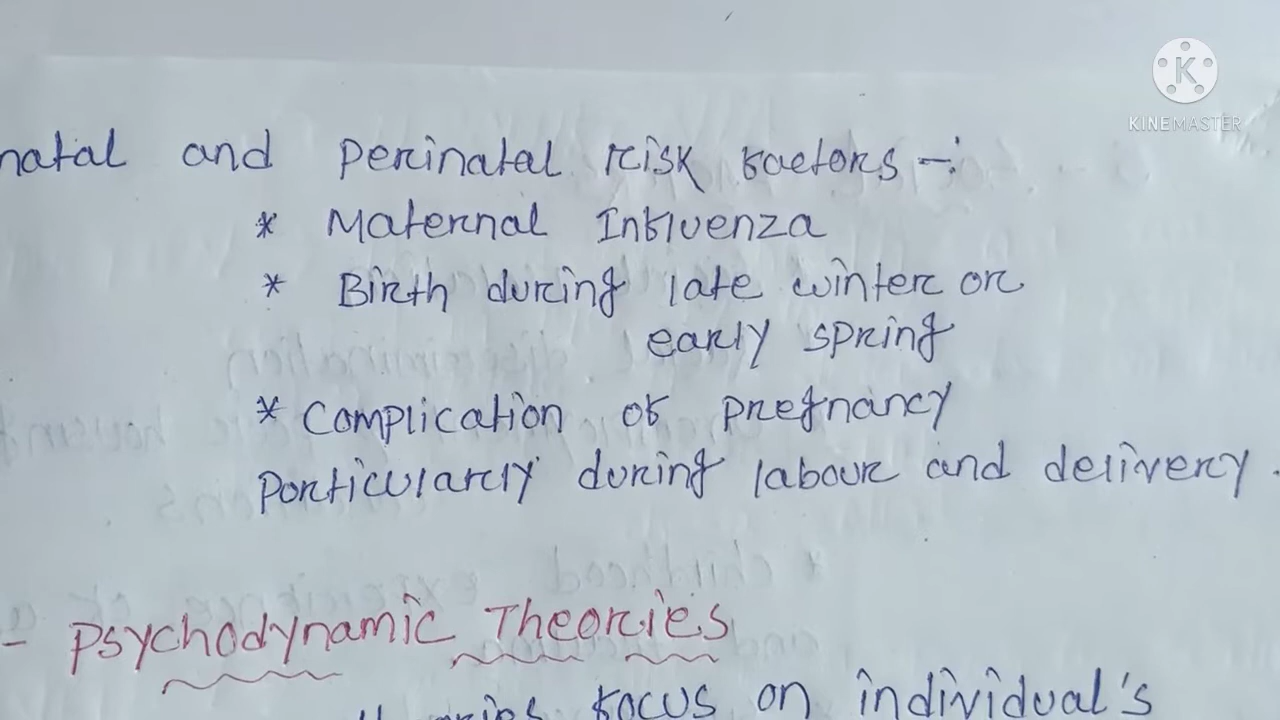 KINEMASTER
natal and perinatal risk factors -:
* Maternal Influenza
* Birth during late winter or
early spring
* Complication of pregnancy
Particularly during labour and delivery.
- Psychodynamic Theories
focus on individual's